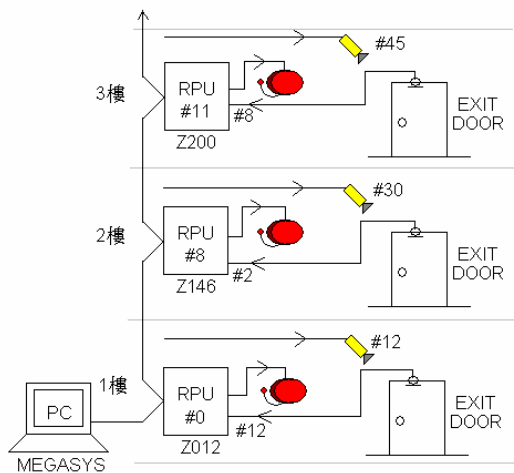 #45
3樓
RPU
#11
#8
Z200
EXIT
DOOR
#30
2樓
RPU
#8
#2
Z146
EXIT
DOOR
#12
1樓
RPU
#0
#12
Z012
EXIT
DOOR
PC
MEGASYS